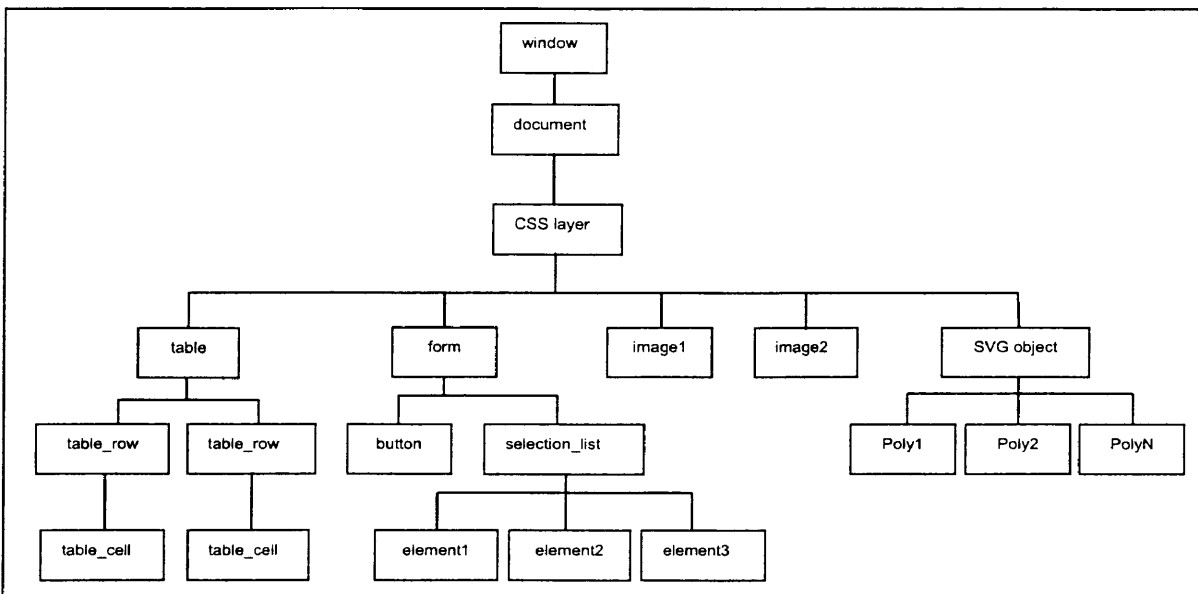 window
document
CSS layer
table
form
image1
image2
SVG object
table_row
table_row
button
selection_list
Poly1
Poly2
PolyN
table_cell
table_cell
element1
element2
element3